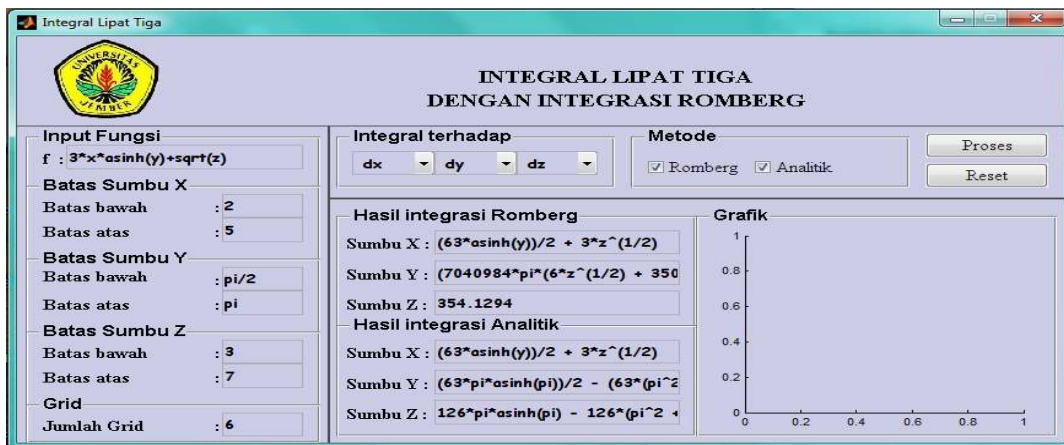 Integral Lipat Tiga
UNIVERSITAS
JEMBER
INTEGRAL LIPAT TIGA
DENGAN INTEGRASI ROMBERG
Input Fungsi
f : 3*x*asinh(y)+sqrt(z)
Batas Sumbu X
Batas bawah : 2
Batas atas : 5
Batas Sumbu Y
Batas bawah : pi/2
Batas atas : pi
Batas Sumbu Z
Batas bawah : 3
Batas atas : 7
Grid
Jumlah Grid : 6
Integral terhadap
dx dy dz
Metode
Romberg Analitik
Proses
Reset
Hasil integrasi Romberg
Sumbu X : (63*asinh(y))/2 + 3*z^(1/2)
Sumbu Y : (7040984*pi*(6*z^(1/2) + 350
Sumbu Z : 354.1294
Hasil integrasi Analitik
Sumbu X : (63*asinh(y))/2 + 3*z^(1/2)
Sumbu Y : (63*pi*asinh(pi))/2 - (63*(pi^2
Sumbu Z : 126*pi*asinh(pi) - 126*(pi^2 +
Grafik
1
0.8
0.6
0.4
0.2
0
0 0.2 0.4 0.6 0.8 1